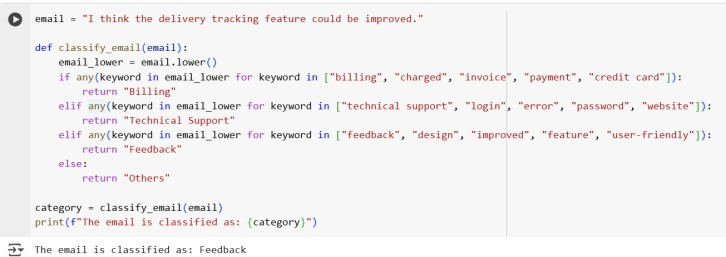 email = "I think the delivery tracking feature could be improved."

def classify_email(email):
    email_lower = email.lower()
    if any(keyword in email_lower for keyword in ["billing", "charged", "invoice", "payment", "credit card"]):
        return "Billing"
    elif any(keyword in email_lower for keyword in ["technical support", "login", "error", "password", "website"]):
        return "Technical Support"
    elif any(keyword in email_lower for keyword in ["feedback", "design", "improved", "feature", "user-friendly"]):
        return "Feedback"
    else:
        return "Others"

category = classify_email(email)
print(f"The email is classified as: {category}")
The email is classified as: Feedback